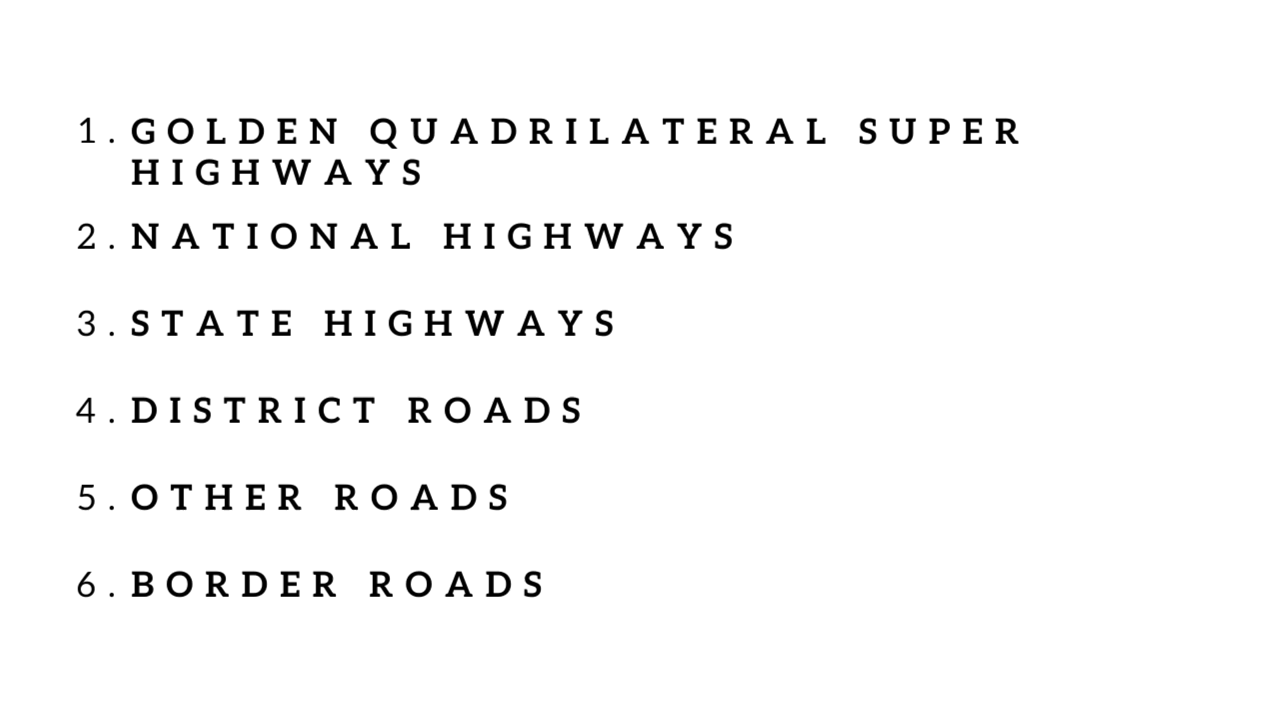 1. GOLDEN QUADRILATERAL SUPER
HIGHWAYS
2. NATIONAL HIGHWAYS
3. STATE HIGHWAYS
4. DISTRICT ROADS
5. OTHER ROADS
6. BORDER ROADS